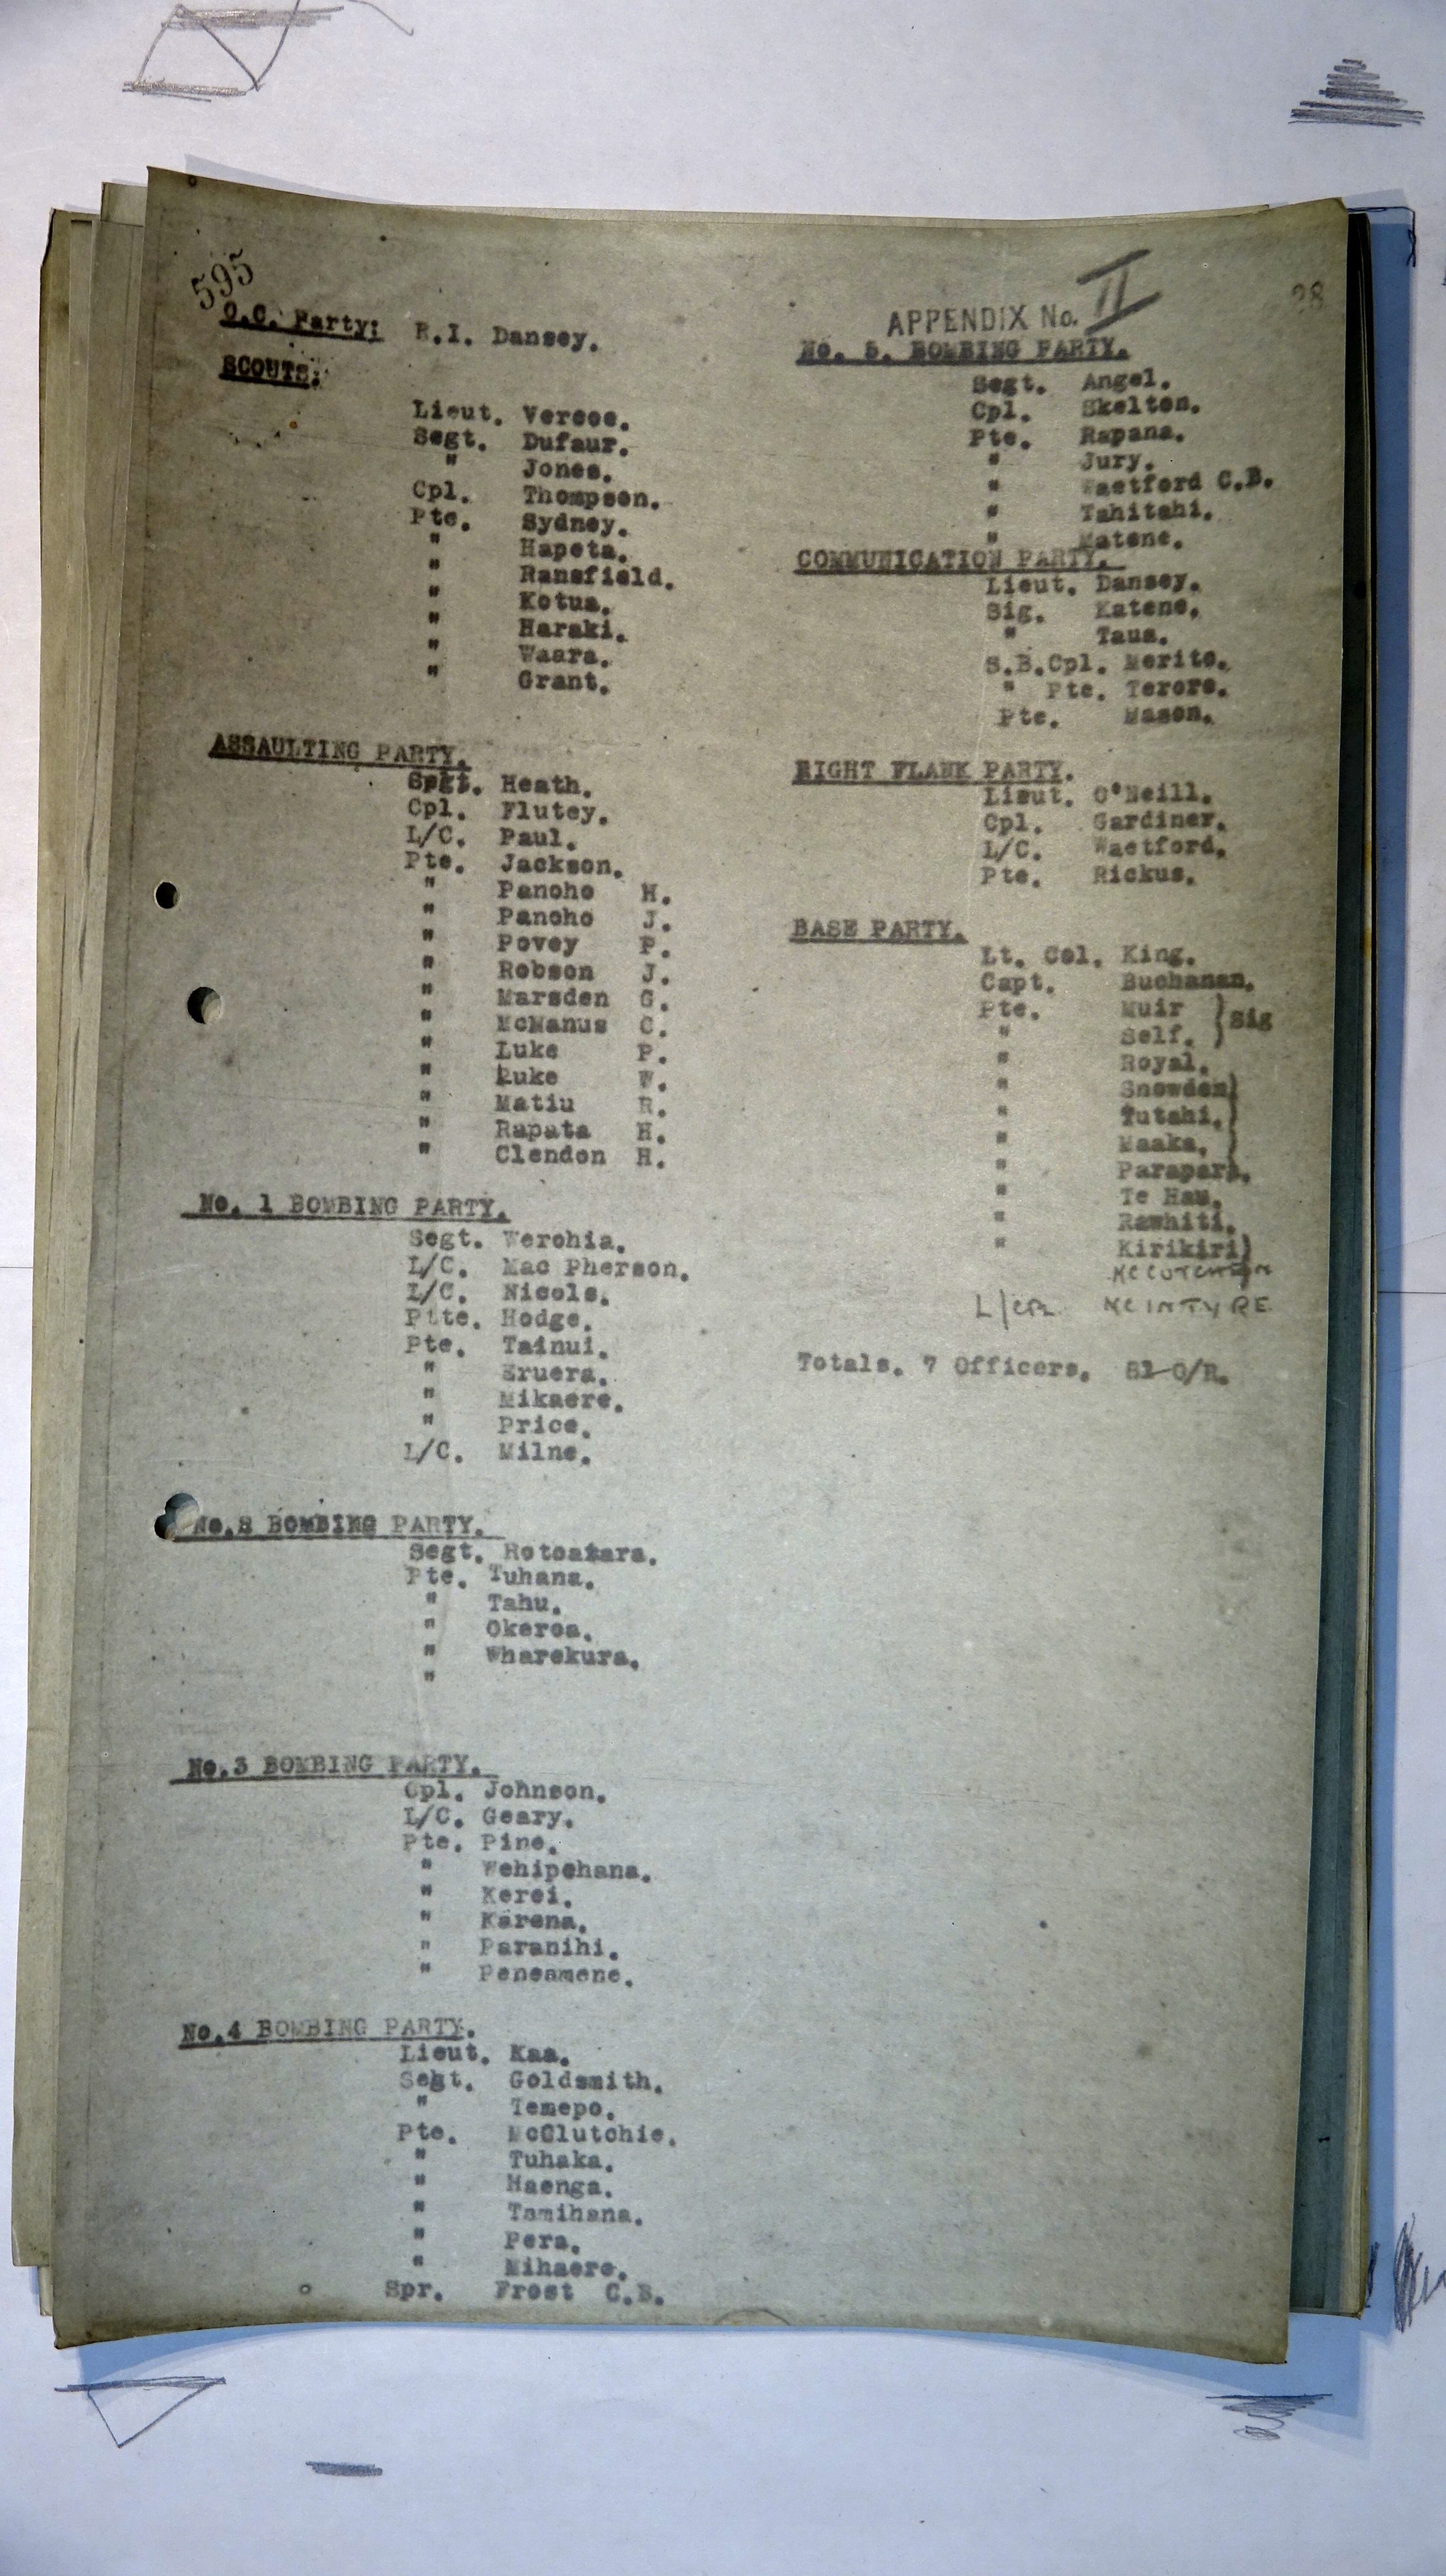 595
O.C. Party: R.I. Dansey.
SCOUTS:
Lieut. Vercoe.
Segt. Dufaur.
" Jones.
Cpl. Thompson.
Pte. Sydney.
" Hapeta.
" Ransfield.
" Kotua.
" Haraki.
" Waara.
" Grant.
ASSAULTING PARTY.
Segt. Heath.
Cpl. Flutey.
L/C. Paul.
Pte. Jackson.
" Panoho H.
" Panoho J.
" Povey P.
" Robson J.
" Marsden G.
" McManus C.
" Luke P.
" Luke W.
" Matiu R.
" Rapata H.
" Clendon H.
No. 1 BOMBING PARTY.
Segt. Werohia.
L/C. Mac Pherson.
L/C. Nicols.
Ptte. Hodge.
Pte. Tainui.
" Eruera.
" Mikaere.
" Price.
L/C. Milne.
No.2 BOMBING PARTY.
Segt. Rotoatara.
Pte. Tuhana.
" Tahu.
" Okeroa.
" Wharekura.
"
No.3 BOMBING PARTY.
Cpl. Johnson.
L/C. Geary.
Pte. Pine.
" Wehipehana.
" Kerei.
" Karena.
" Paranihi.
" Peneamene.
No.4 BOMBING PARTY.
Lieut. Kaa.
Segt. Goldsmith.
" Temepo.
Pte. McClutchie.
" Tuhaka.
" Haenga.
" Tamihana.
" Pera.
" Mihaere.
Spr. Frost C.B.
APPENDIX No. II
28
No. 5. BOMBING PARTY.
Segt. Angel.
Cpl. Skelton.
Pte. Rapana.
" Jury.
" Waetford C.B.
" Tahitahi.
" Matene.
COMMUNICATION PARTY.
Lieut. Dansey.
Sig. Katene.
" Taua.
S.B.Cpl. Merito.
" Pte. Terore.
Pte. Mason.
RIGHT FLANK PARTY.
Lieut. O'Neill.
Cpl. Gardiner.
L/C. Waetford.
Pte. Rickus.
BASE PARTY.
Lt. Col. King.
Capt. Buchanan.
Pte. Muir
" Self. } Sig
" Royal.
" Snowden)
" Tutahi.)
" Maaka.)
" Parapara.
" Te Hau.
" Rawhiti.
" Kirikiri)
L/CPL McINTYRE
Totals. 7 Officers. 81 O/R.